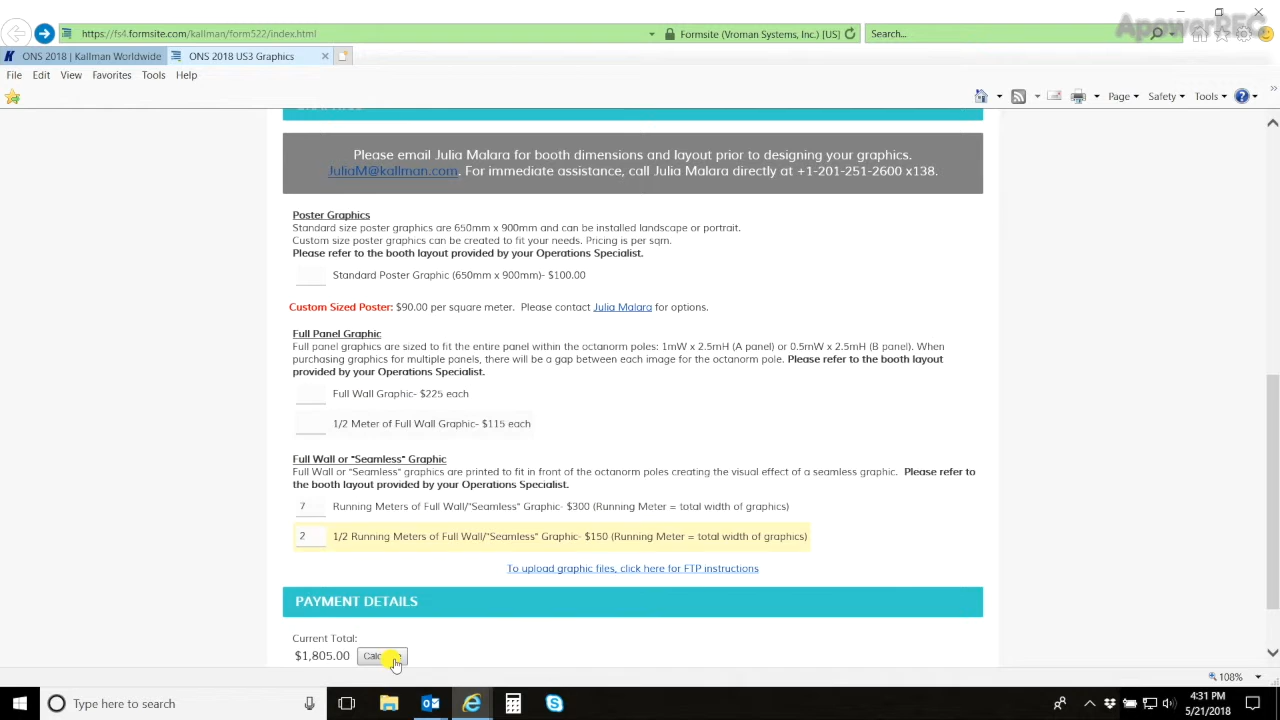 ApowerREC
https://fs4.formsite.com/kallman/form522/index.html
Formsite (Vroman Systems, Inc.) [US]
Search...
ONS 2018 | Kallman Worldwide
ONS 2018 US3 Graphics
File Edit View Favorites Tools Help
Page Safety Tools
Please email Julia Malara for booth dimensions and layout prior to designing your graphics.
JuliaM@kallman.com. For immediate assistance, call Julia Malara directly at +1-201-251-2600 x138.
Poster Graphics
Standard size poster graphics are 650mm x 900mm and can be installed landscape or portrait.
Custom size poster graphics can be created to fit your needs. Pricing is per sqm.
Please refer to the booth layout provided by your Operations Specialist.
Standard Poster Graphic (650mm x 900mm)- $100.00
Custom Sized Poster: $90.00 per square meter. Please contact Julia Malara for options.
Full Panel Graphic
Full panel graphics are sized to fit the entire panel within the octanorm poles: 1mW x 2.5mH (A panel) or 0.5mW x 2.5mH (B panel). When
purchasing graphics for multiple panels, there will be a gap between each image for the octanorm pole. Please refer to the booth layout
provided by your Operations Specialist.
Full Wall Graphic- $225 each
1/2 Meter of Full Wall Graphic- $115 each
Full Wall or "Seamless" Graphic
Full Wall or "Seamless" graphics are printed to fit in front of the octanorm poles creating the visual effect of a seamless graphic. Please refer to
the booth layout provided by your Operations Specialist.
7 Running Meters of Full Wall/"Seamless" Graphic- $300 (Running Meter = total width of graphics)
2 1/2 Running Meters of Full Wall/"Seamless" Graphic- $150 (Running Meter = total width of graphics)
To upload graphic files, click here for FTP instructions
PAYMENT DETAILS
Current Total:
$1,805.00
108%
Type here to search
4:31 PM
5/21/2018